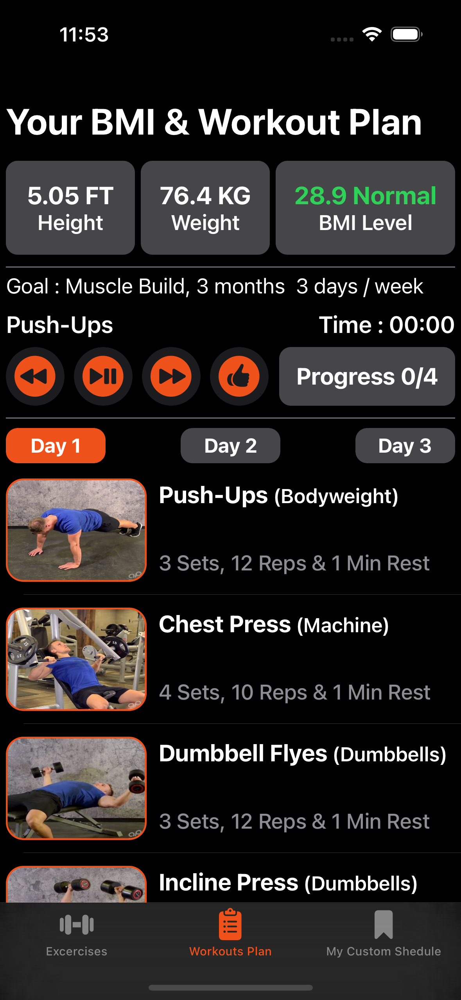 11:53
Your BMI & Workout Plan
5.05 FT
Height
76.4 KG
Weight
28.9 Normal
BMI Level
Goal : Muscle Build, 3 months  3 days / week
Push-Ups
Time : 00:00
Progress 0/4
Day 1
Day 2
Day 3
Push-Ups (Bodyweight)
3 Sets, 12 Reps & 1 Min Rest
Chest Press (Machine)
4 Sets, 10 Reps & 1 Min Rest
15
15
15
Dumbbell Flyes (Dumbbells)
3 Sets, 12 Reps & 1 Min Rest
Incline Press (Dumbbells)
Excercises
Workouts Plan
My Custom Shedule